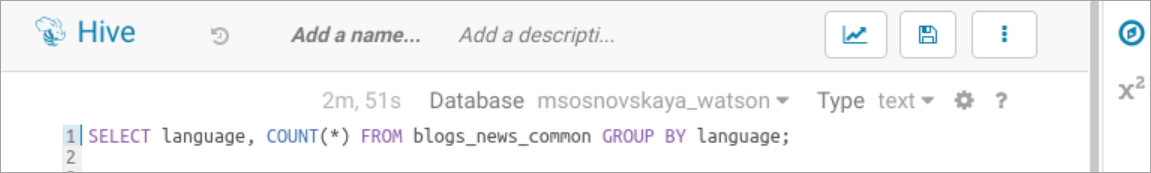 Hive Add a name... Add a descripti...
2m, 51s Database msosnovskaya_watson Type text ?
x²
1 SELECT language, COUNT(*) FROM blogs_news_common GROUP BY language;
2